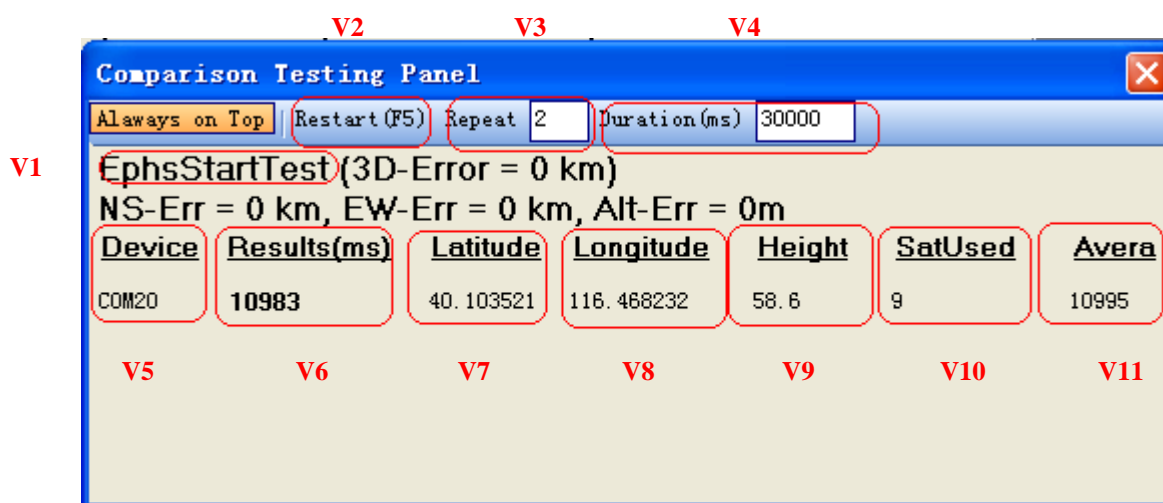 V2 V3 V4
Comparison Testing Panel
Alaways on Top Restart(F5) Repeat 2 Duration(ms) 30000
V1
EphsStartTest (3D-Error = 0 km)
NS-Err = 0 km, EW-Err = 0 km, Alt-Err = 0m
Device Results(ms) Latitude Longitude Height SatUsed Avera
COM20 10983 40.103521 116.468232 58.6 9 10995
V5 V6 V7 V8 V9 V10 V11